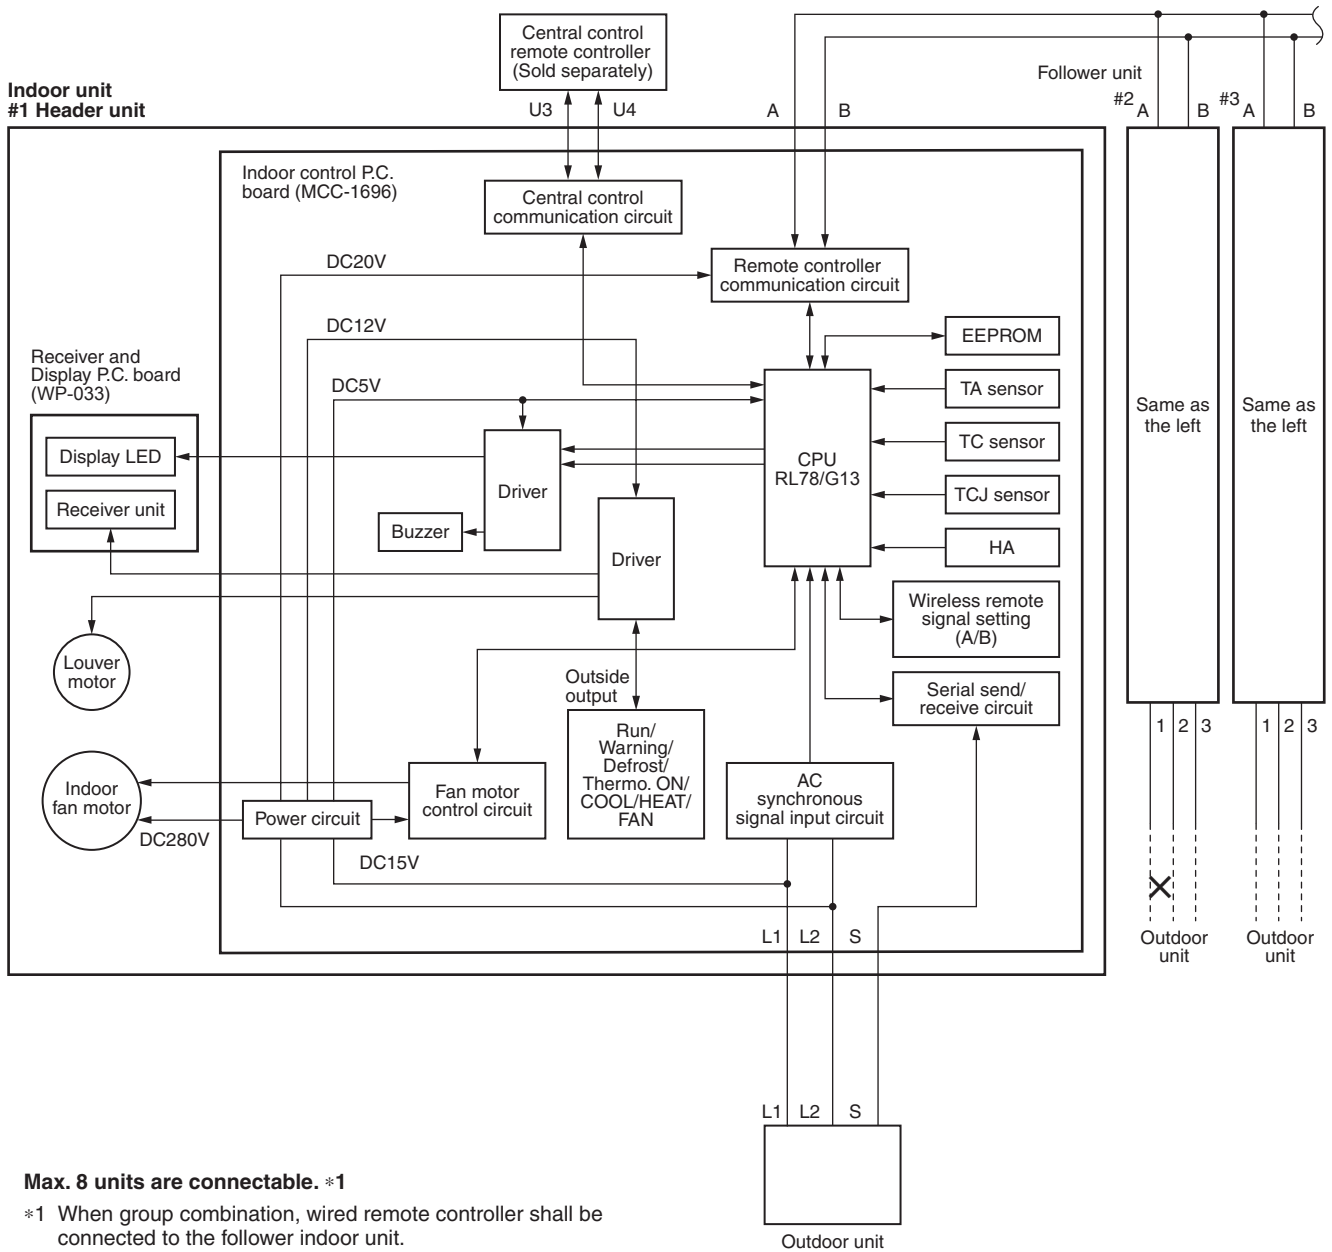 Central control
remote controller
(Sold separately)
Indoor unit
#1 Header unit
U3
U4
A
B
Follower unit
#2
A
B
#3
A
B
Indoor control P.C.
board (MCC-1696)
Central control
communication circuit
DC20V
Remote controller
communication circuit
DC12V
EEPROM
Receiver and
Display P.C. board
(WP-033)
DC5V
TA sensor
Same as
the left
Same as
the left
Display LED
TC sensor
CPU
RL78/G13
Driver
TCJ sensor
Receiver unit
Buzzer
Driver
HA
Wireless remote
signal setting
(A/B)
Louver
motor
Outside
output
Serial send/
receive circuit
Run/
Warning/
Defrost/
Thermo. ON/
COOL/HEAT/
FAN
1
2
3
1
2
3
Indoor
fan motor
Fan motor
control circuit
AC
synchronous
signal input circuit
Power circuit
DC280V
DC15V
L1
L2
S
Outdoor
unit
Outdoor
unit
L1
L2
S
Max. 8 units are connectable. *1
*1 When group combination, wired remote controller shall be
connected to the follower indoor unit.
Outdoor unit